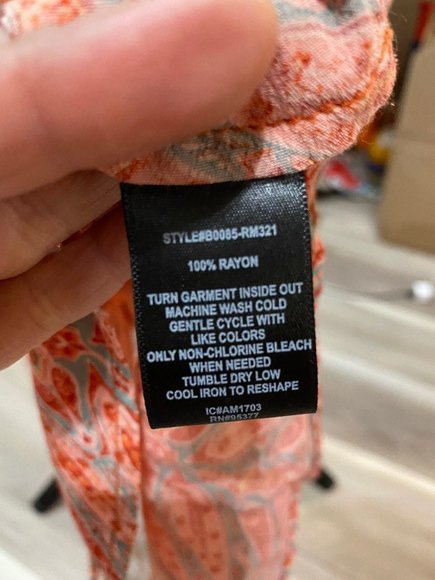 STYLE#B0085-RM321
100% RAYON
TURN GARMENT INSIDE OUT
MACHINE WASH COLD
GENTLE CYCLE WITH
LIKE COLORS
ONLY NON-CHLORINE BLEACH
WHEN NEEDED
TUMBLE DRY LOW
COOL IRON TO RESHAPE
IC#AM1703
RN#95377